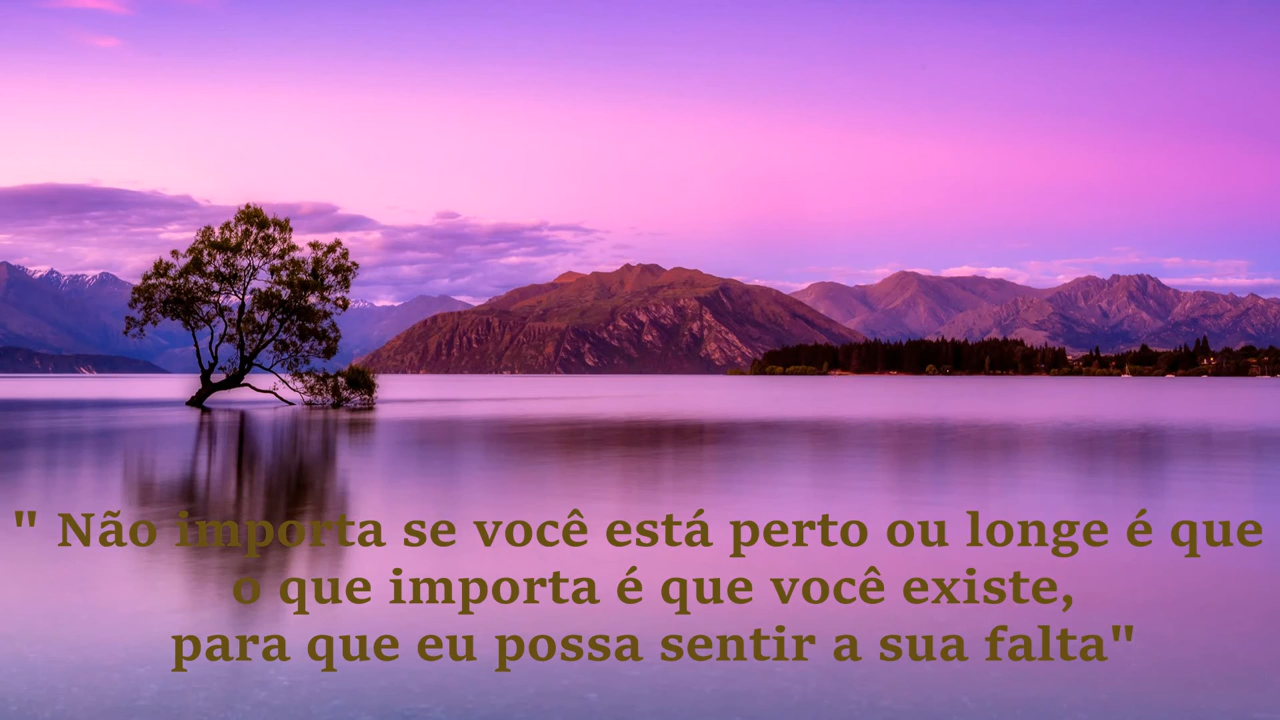 " Não importa se você está perto ou longe é que
o que importa é que você existe,
para que eu possa sentir a sua falta"